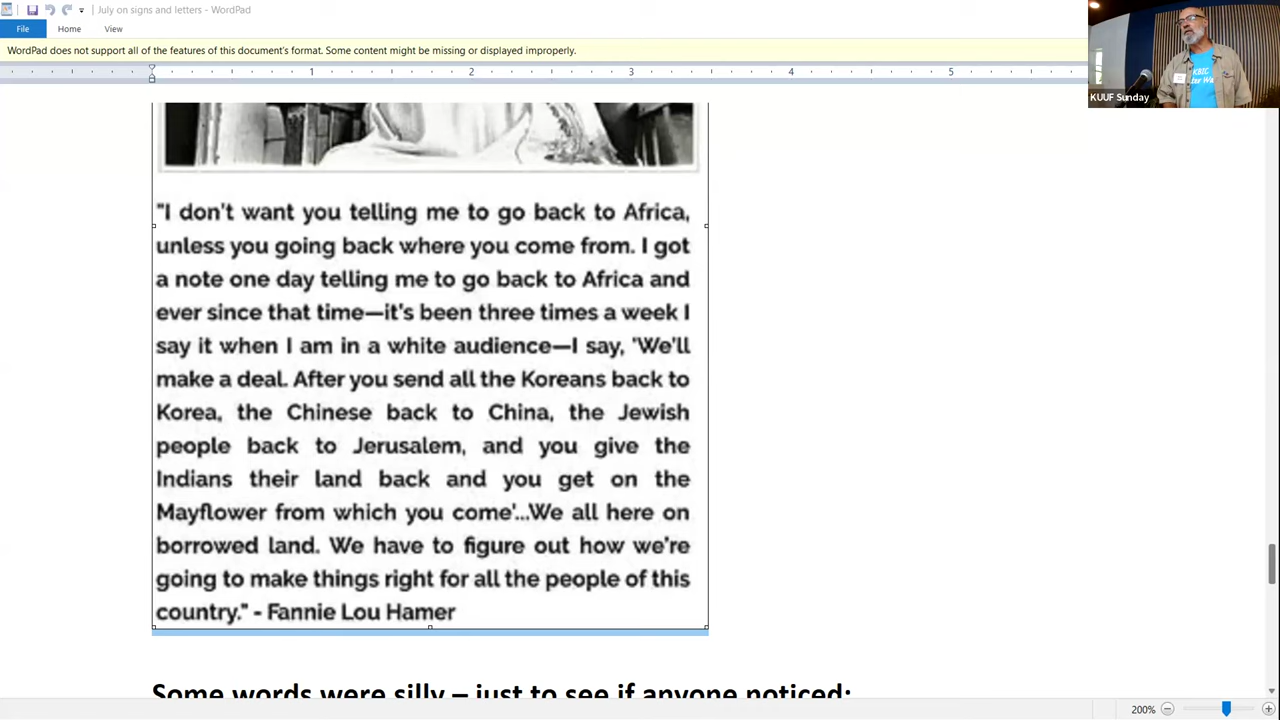 July on signs and letters - WordPad
File Home View
WordPad does not support all of the features of this document's format. Some content might be missing or displayed improperly.
1 2 3 4 5
KBIC
ter Wa
KUUF Sunday
"I don't want you telling me to go back to Africa,
unless you going back where you come from. I got
a note one day telling me to go back to Africa and
ever since that time—it's been three times a week I
say it when I am in a white audience—I say, 'We'll
make a deal. After you send all the Koreans back to
Korea, the Chinese back to China, the Jewish
people back to Jerusalem, and you give the
Indians their land back and you get on the
Mayflower from which you come'...We all here on
borrowed land. We have to figure out how we're
going to make things right for all the people of this
country." - Fannie Lou Hamer
Some words were silly – just to see if anyone noticed:
200%